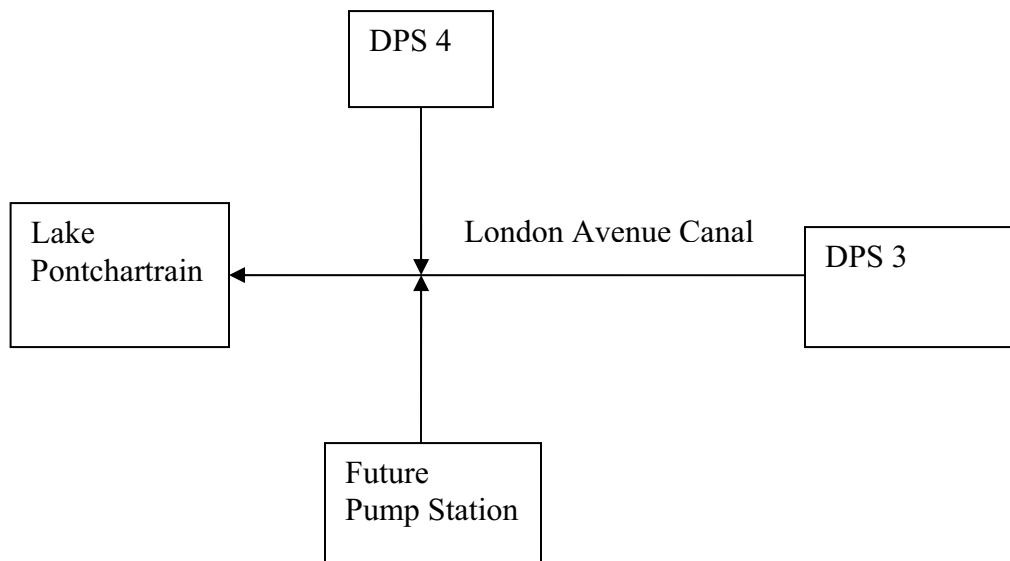 DPS 4
Lake
Pontchartrain
London Avenue Canal
DPS 3
Future
Pump Station